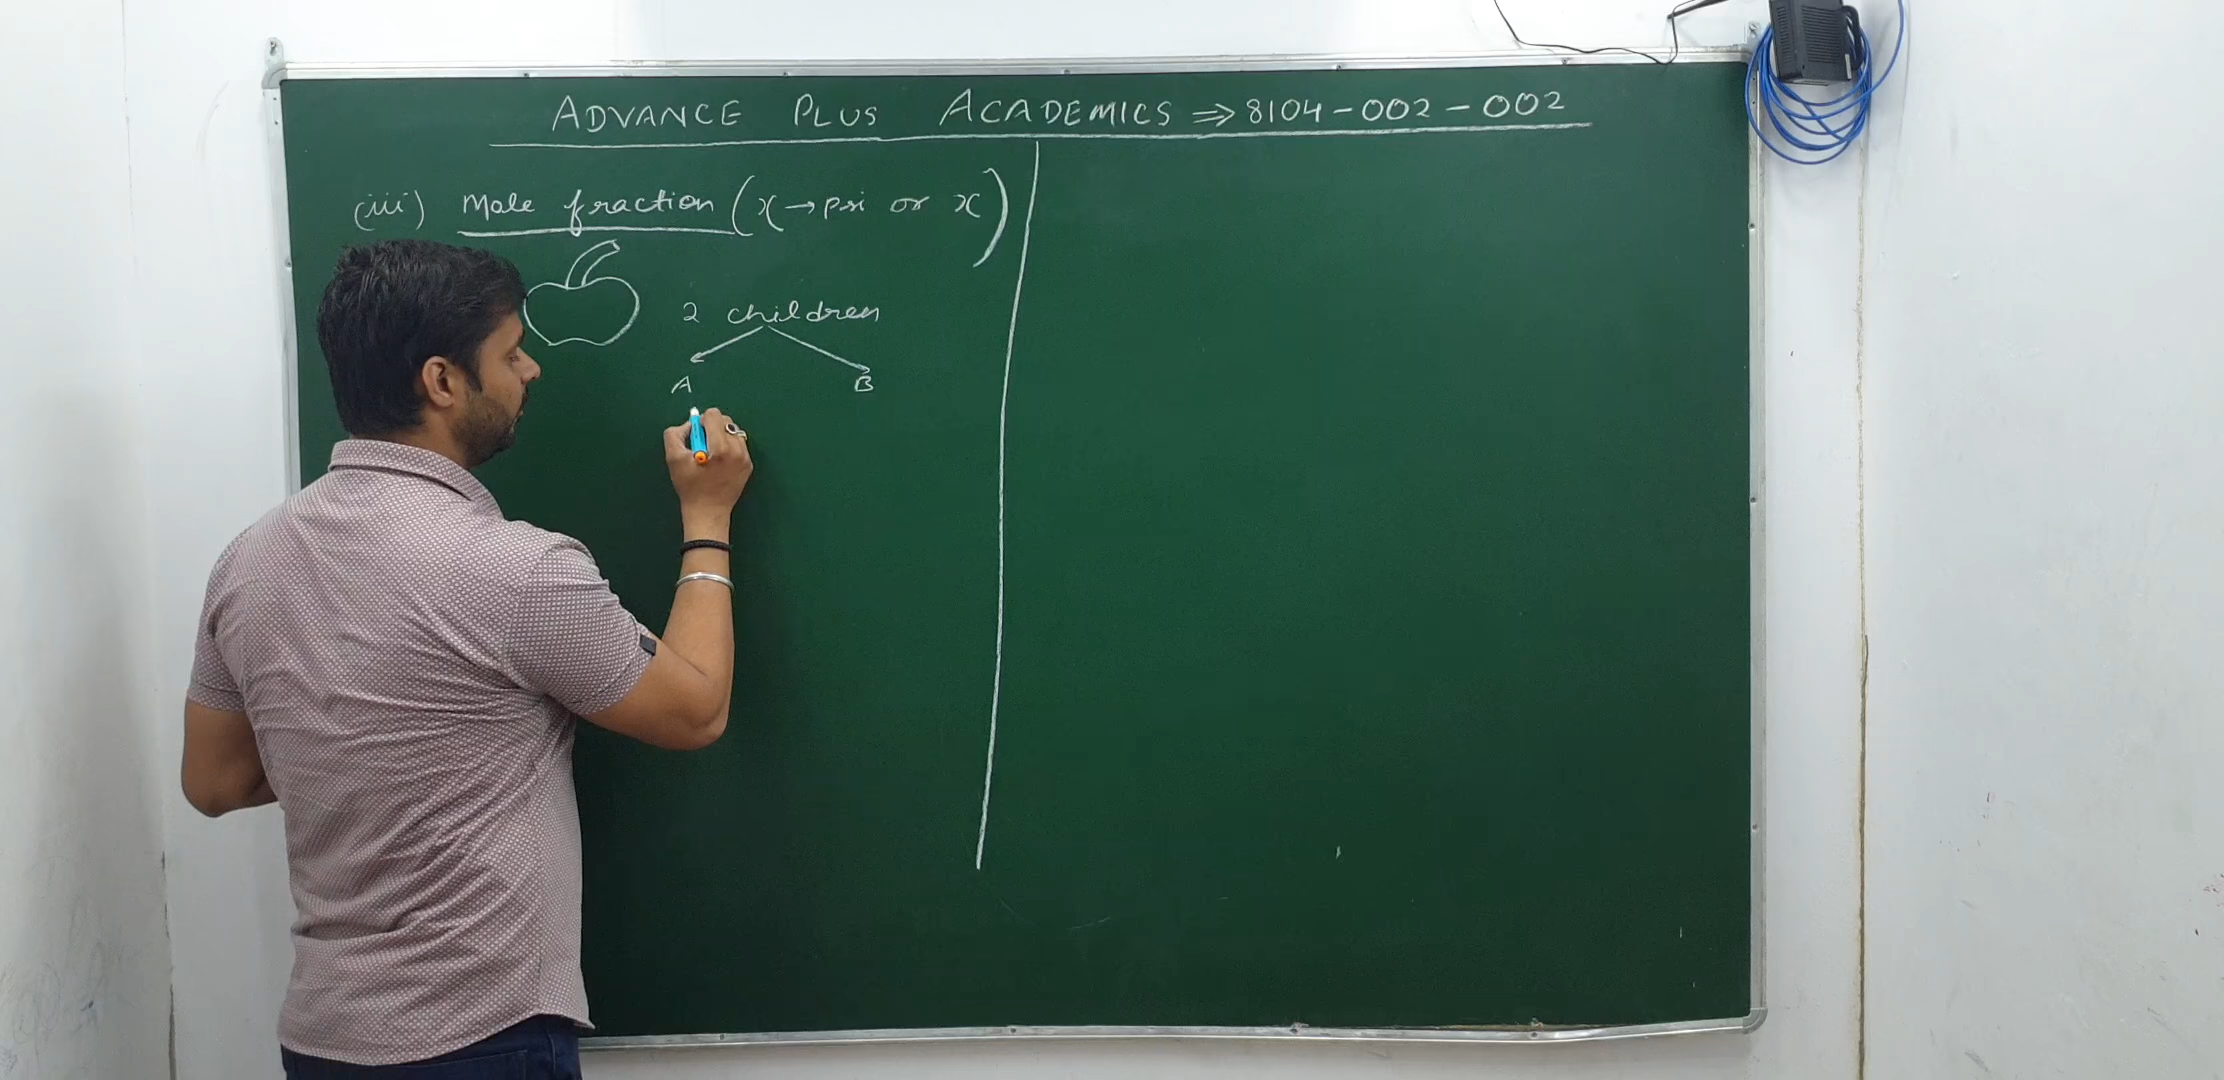 ADVANCE PLUS ACADEMICS ⇒ 8104-002-002
(iii) Mole fraction (χ → psi or x)
2 children
A B